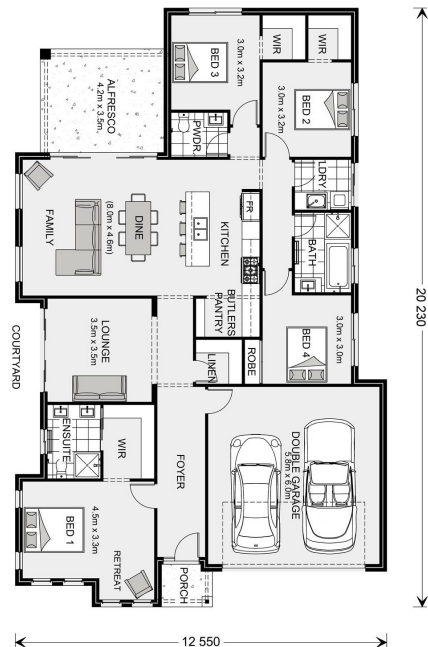 WIR
WIR
BED 3
3.0m x 3.2m
BED 2
3.0m x 3.2m
ALFRESCO
4.2m x 3.5m
PWDR
LDRY
BATH
FR
KITCHEN
DINE
(8.0m x 4.6m)
FAMILY
BUTLERS
PANTRY
LOUNGE
3.5m x 3.5m
COURTYARD
LINEN
ROBE
BED 4
3.0m x 3.0m
ENSUITE
WIR
FOYER
DOUBLE GARAGE
5.8m x 6.0m
BED 1
4.5m x 3.3m
RETREAT
PORCH
20 230
12 550